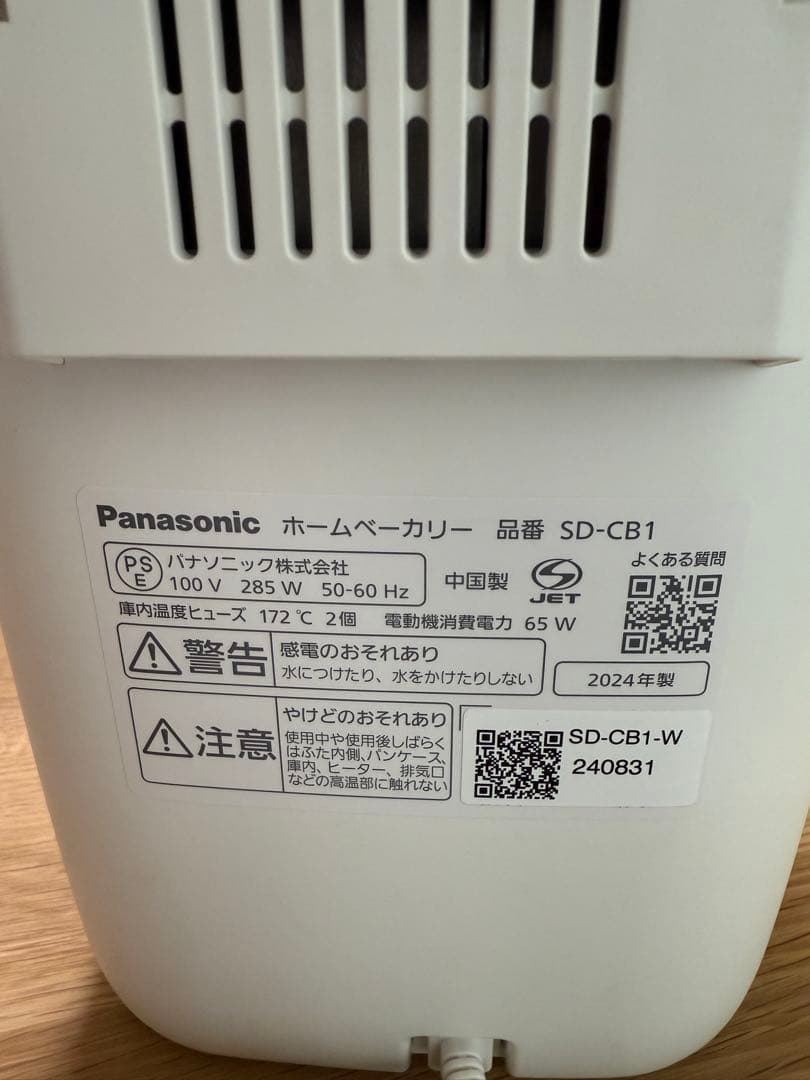 Panasonic ホームベーカリー 品番 SD-CB1
PS
E
パナソニック株式会社
100 V 285 W 50-60 Hz
中国製
JET
よくある質問
庫内温度ヒューズ 172℃ 2個 電動機消費電力 65 W
警告
感電のおそれあり
水につけたり、水をかけたりしない
2024年製
注意
やけどのおそれあり
使用中や使用後しばらく
はふた内側、パンケース、
庫内、ヒーター、排気口
などの高温部に触れない
SD-CB1-W
240831